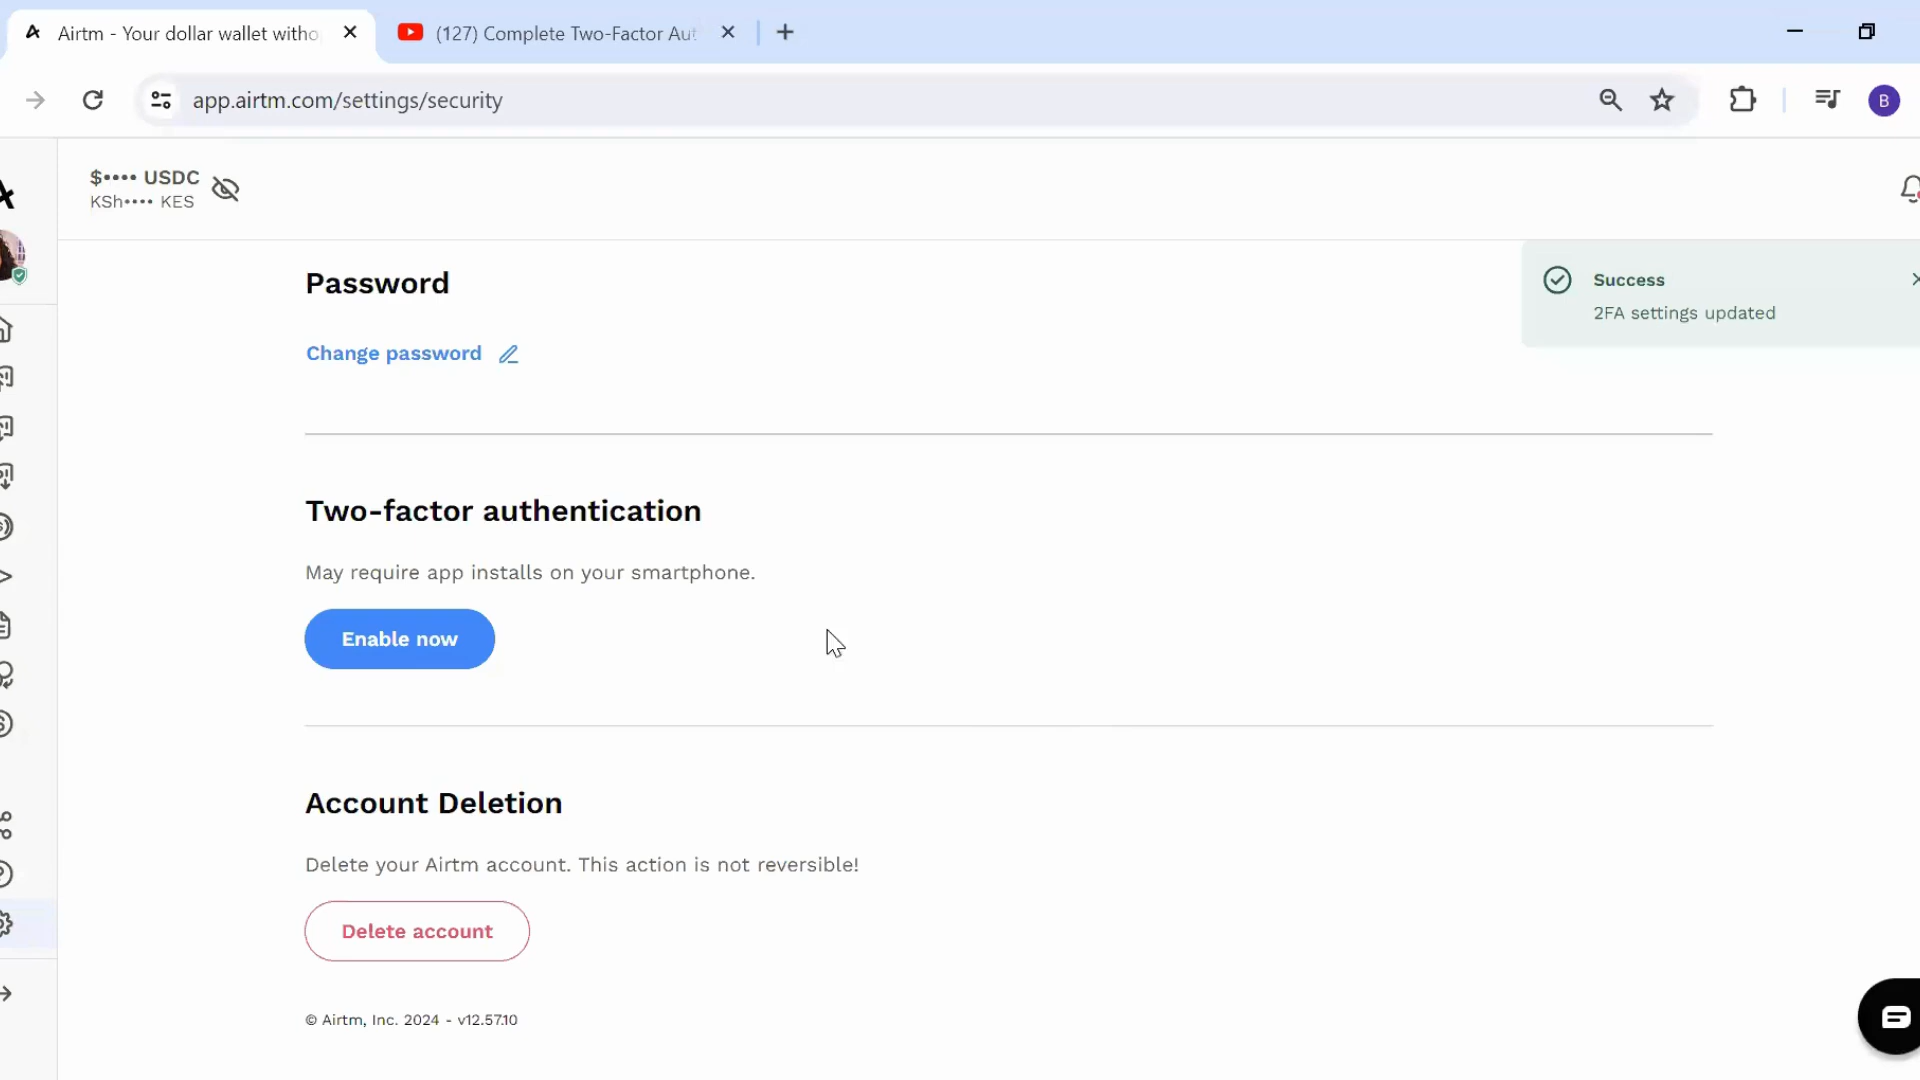 Airtm - Your dollar wallet witho
(127) Complete Two-Factor Aut
app.airtm.com/settings/security
B
$•••• USDC
KSh•••• KES
Password
Success
2FA settings updated
Change password
Two-factor authentication
May require app installs on your smartphone.
Enable now
Account Deletion
Delete your Airtm account. This action is not reversible!
Delete account
© Airtm, Inc. 2024 - v12.57.10